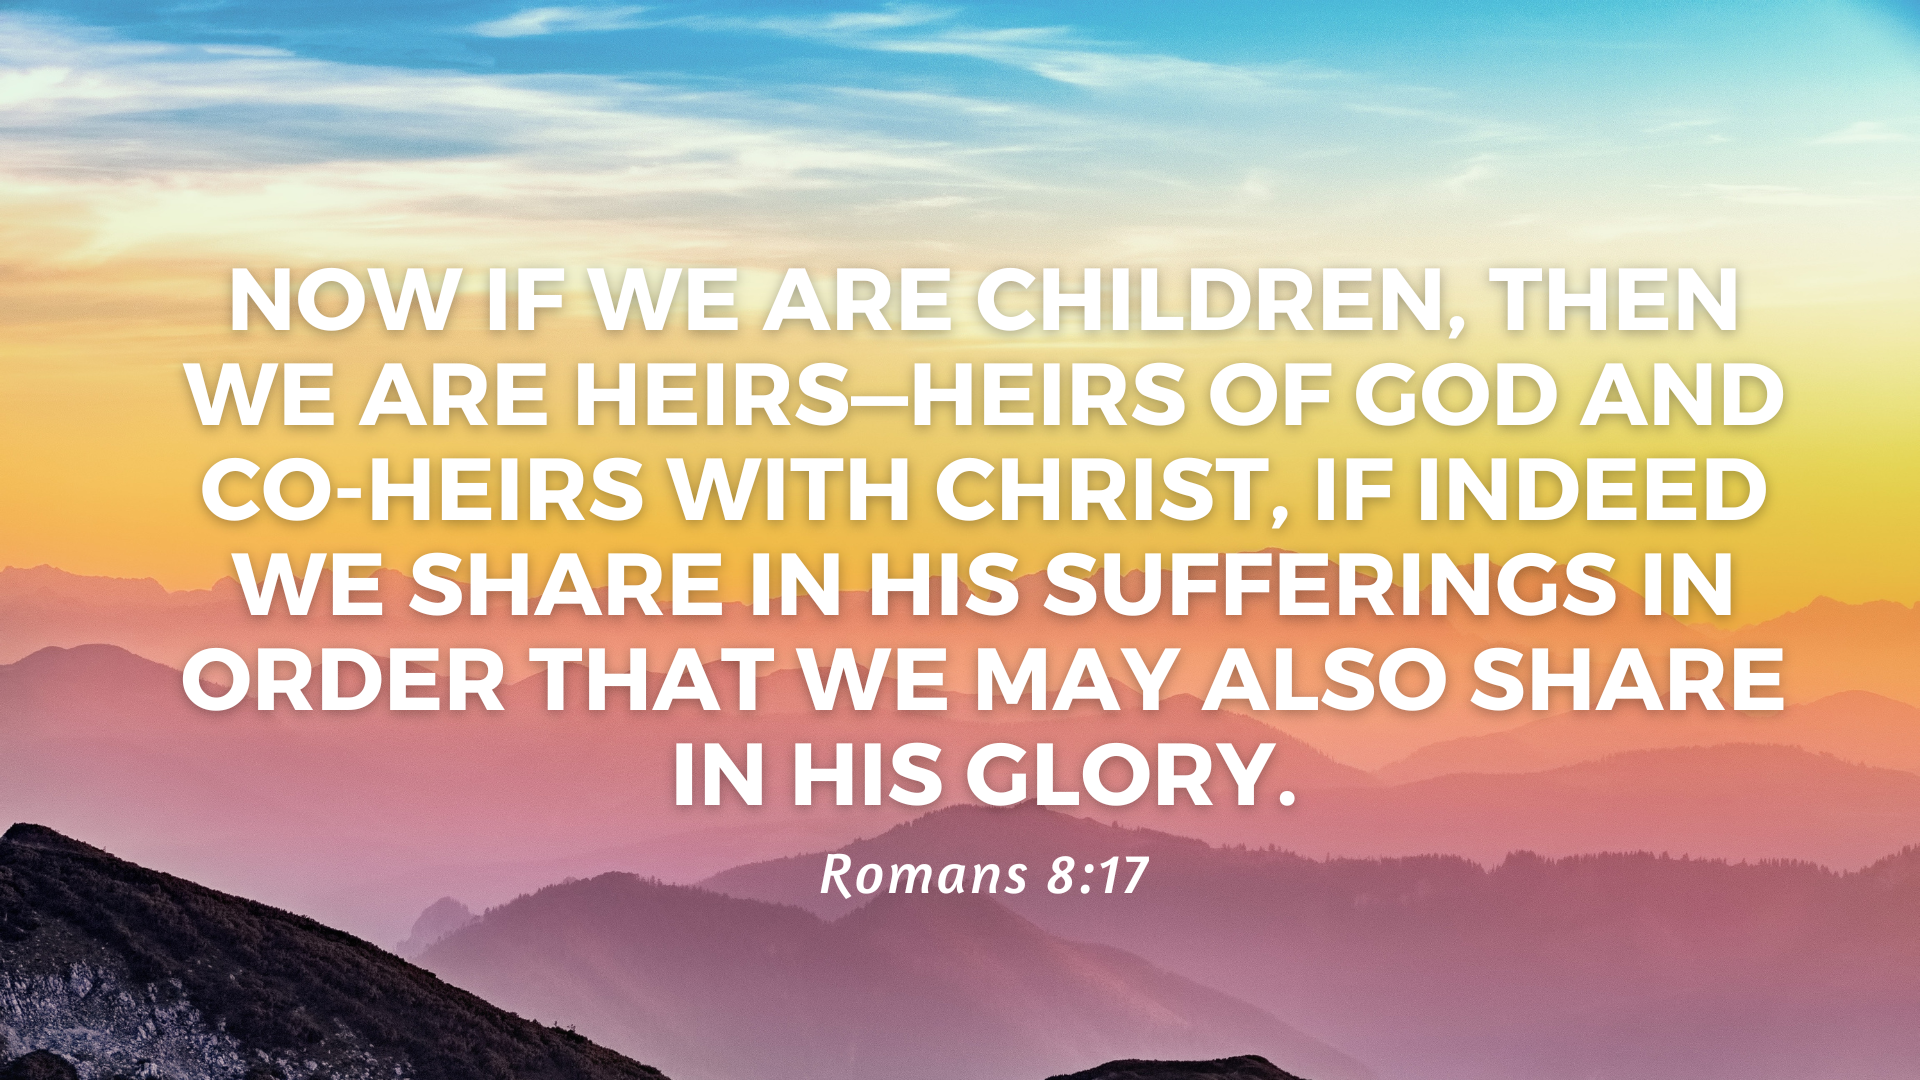 NOW IF WE ARE CHILDREN, THEN
WE ARE HEIRS—HEIRS OF GOD AND
CO-HEIRS WITH CHRIST, IF INDEED
WE SHARE IN HIS SUFFERINGS IN
ORDER THAT WE MAY ALSO SHARE
IN HIS GLORY.
Romans 8:17